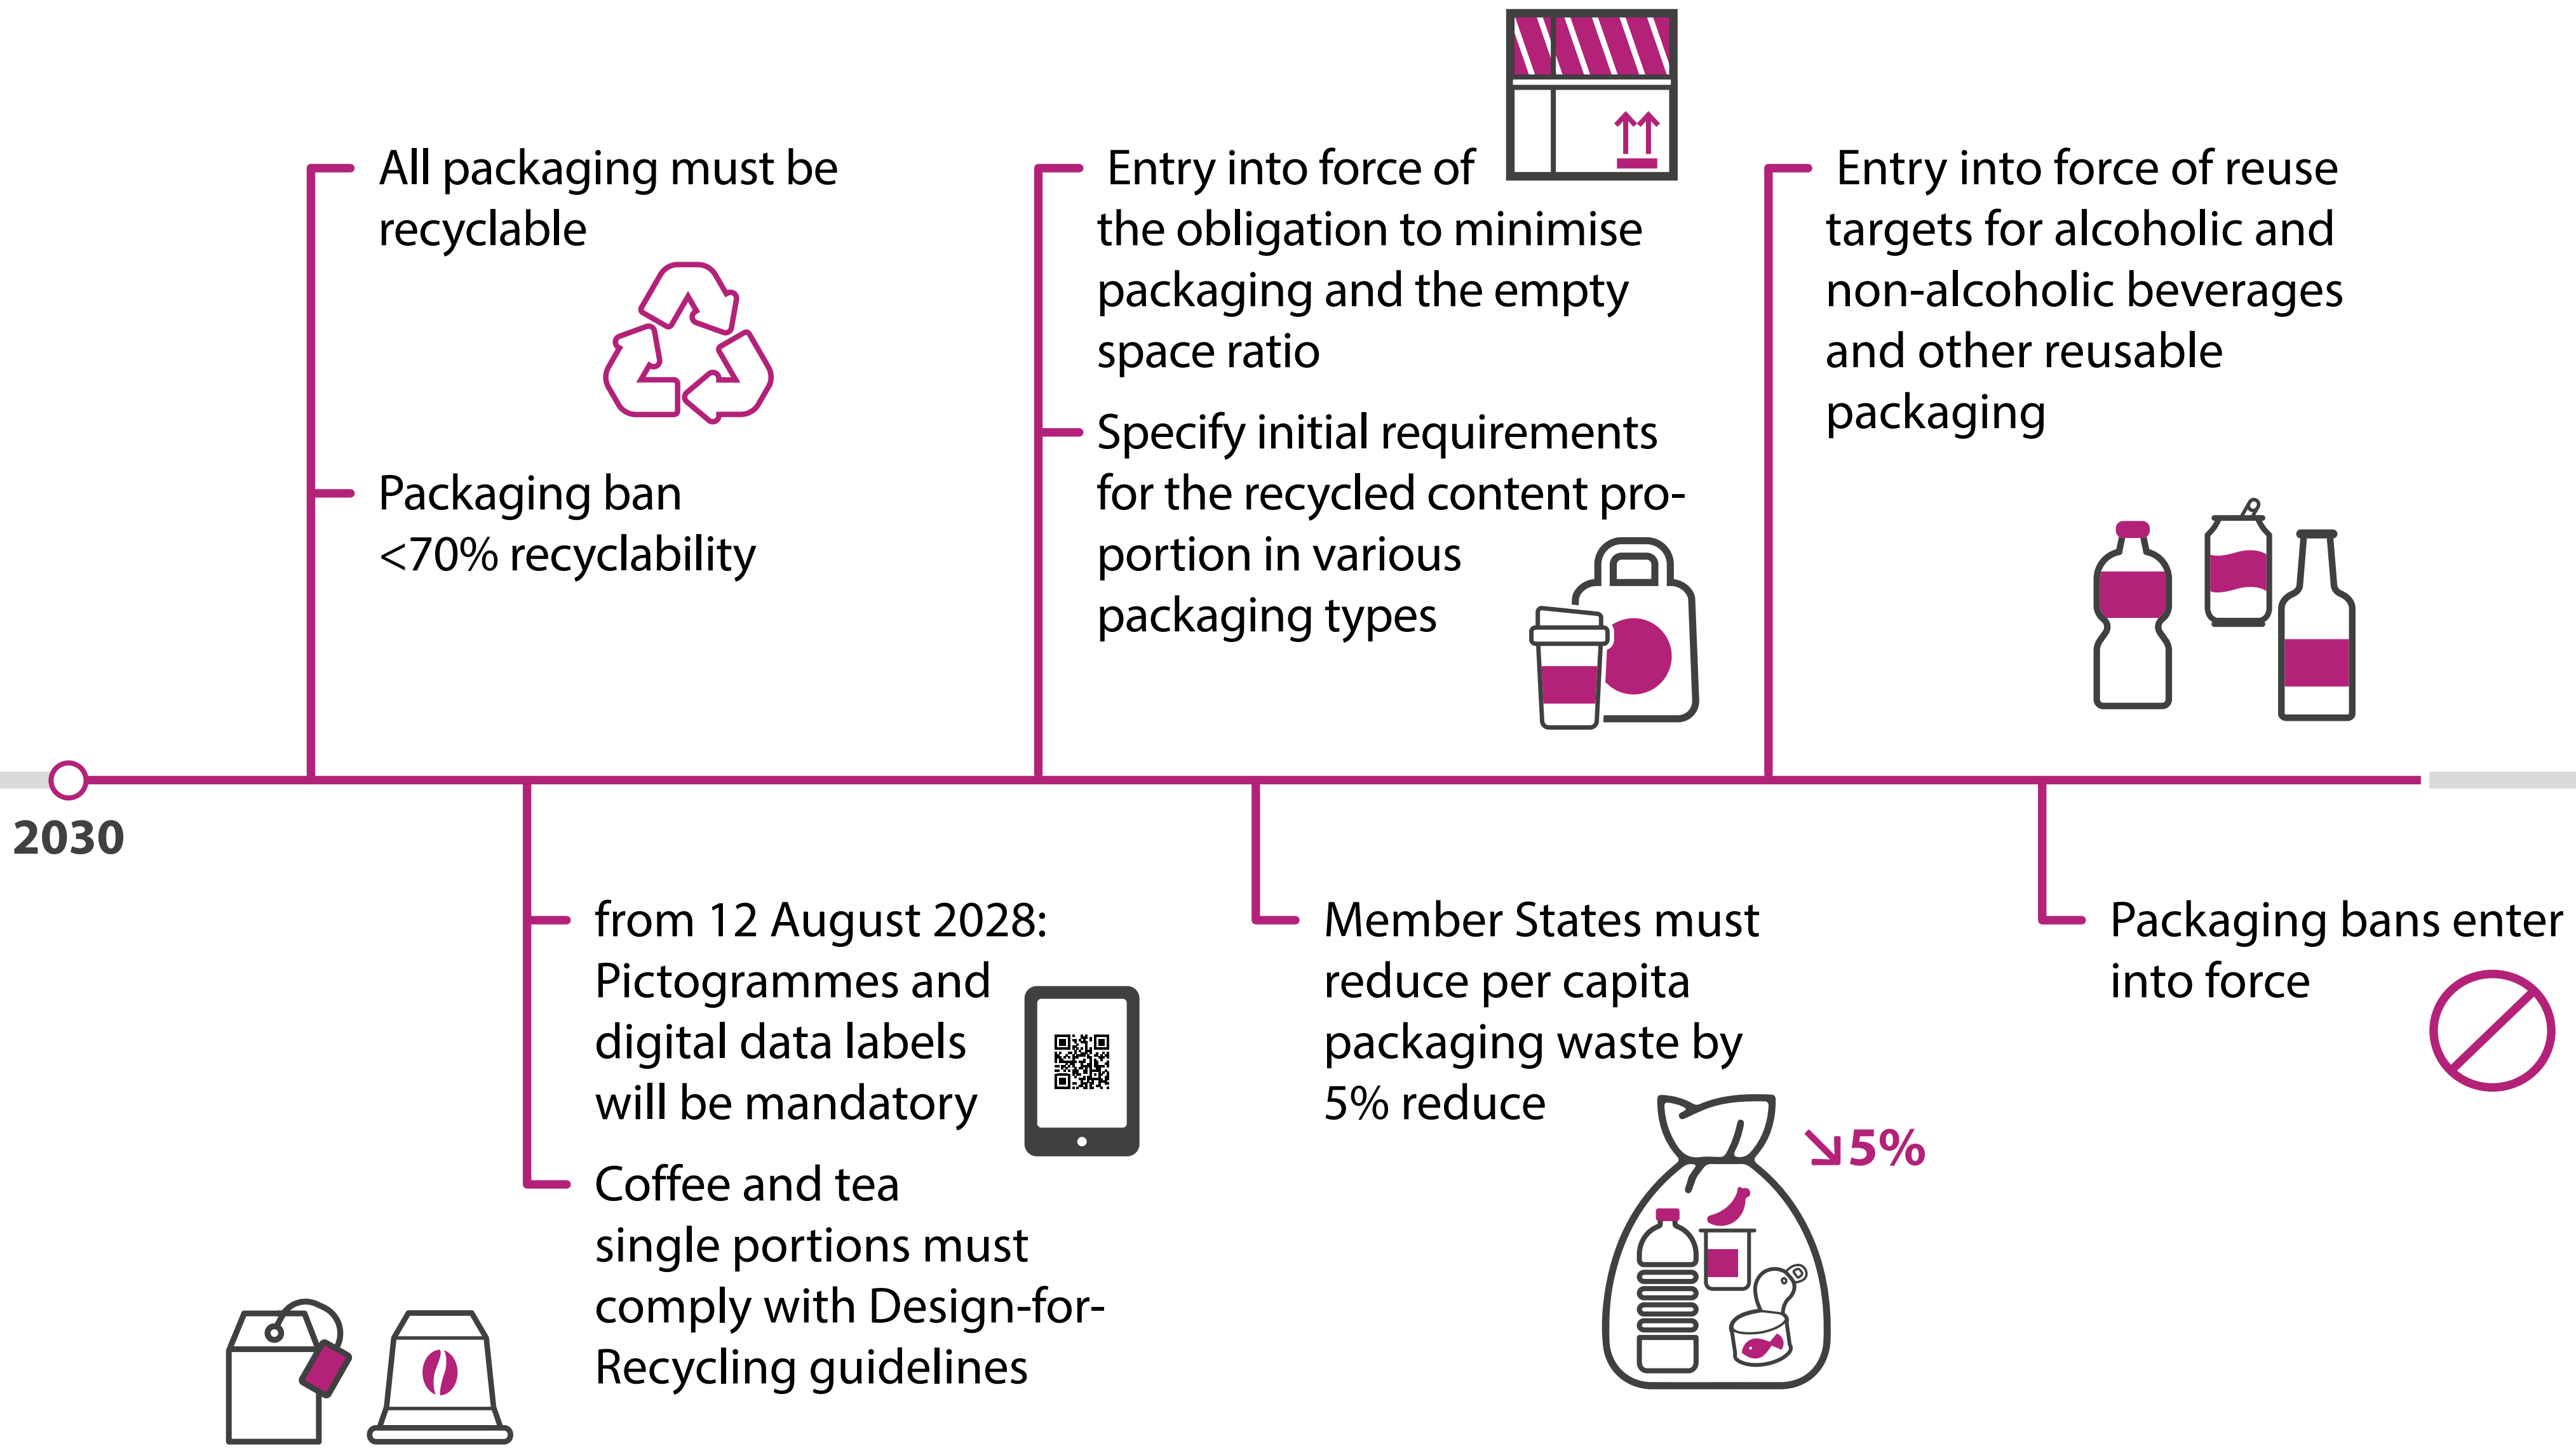 All packaging must be
recyclable
Packaging ban
<70% recyclability
Entry into force of
the obligation to minimise
packaging and the empty
space ratio
Specify initial requirements
for the recycled content pro-
portion in various
packaging types
Entry into force of reuse
targets for alcoholic and
non-alcoholic beverages
and other reusable
packaging
2030
from 12 August 2028:
Pictogrammes and
digital data labels
will be mandatory
Coffee and tea
single portions must
comply with Design-for-
Recycling guidelines
Member States must
reduce per capita
packaging waste by
5% reduce
5%
Packaging bans enter
into force